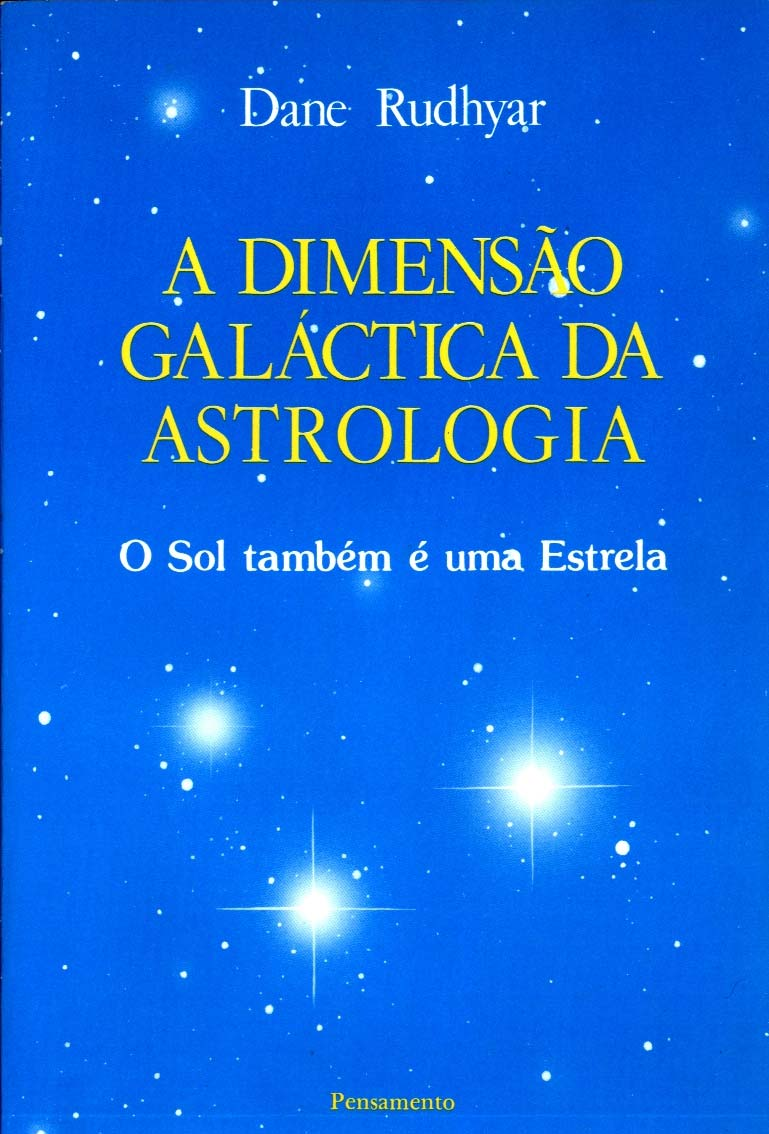 Dane Rudhyar
A DIMENSÃO
GALÁCTICA DA
ASTROLOGIA
O Sol também é uma Estrela
Pensamento